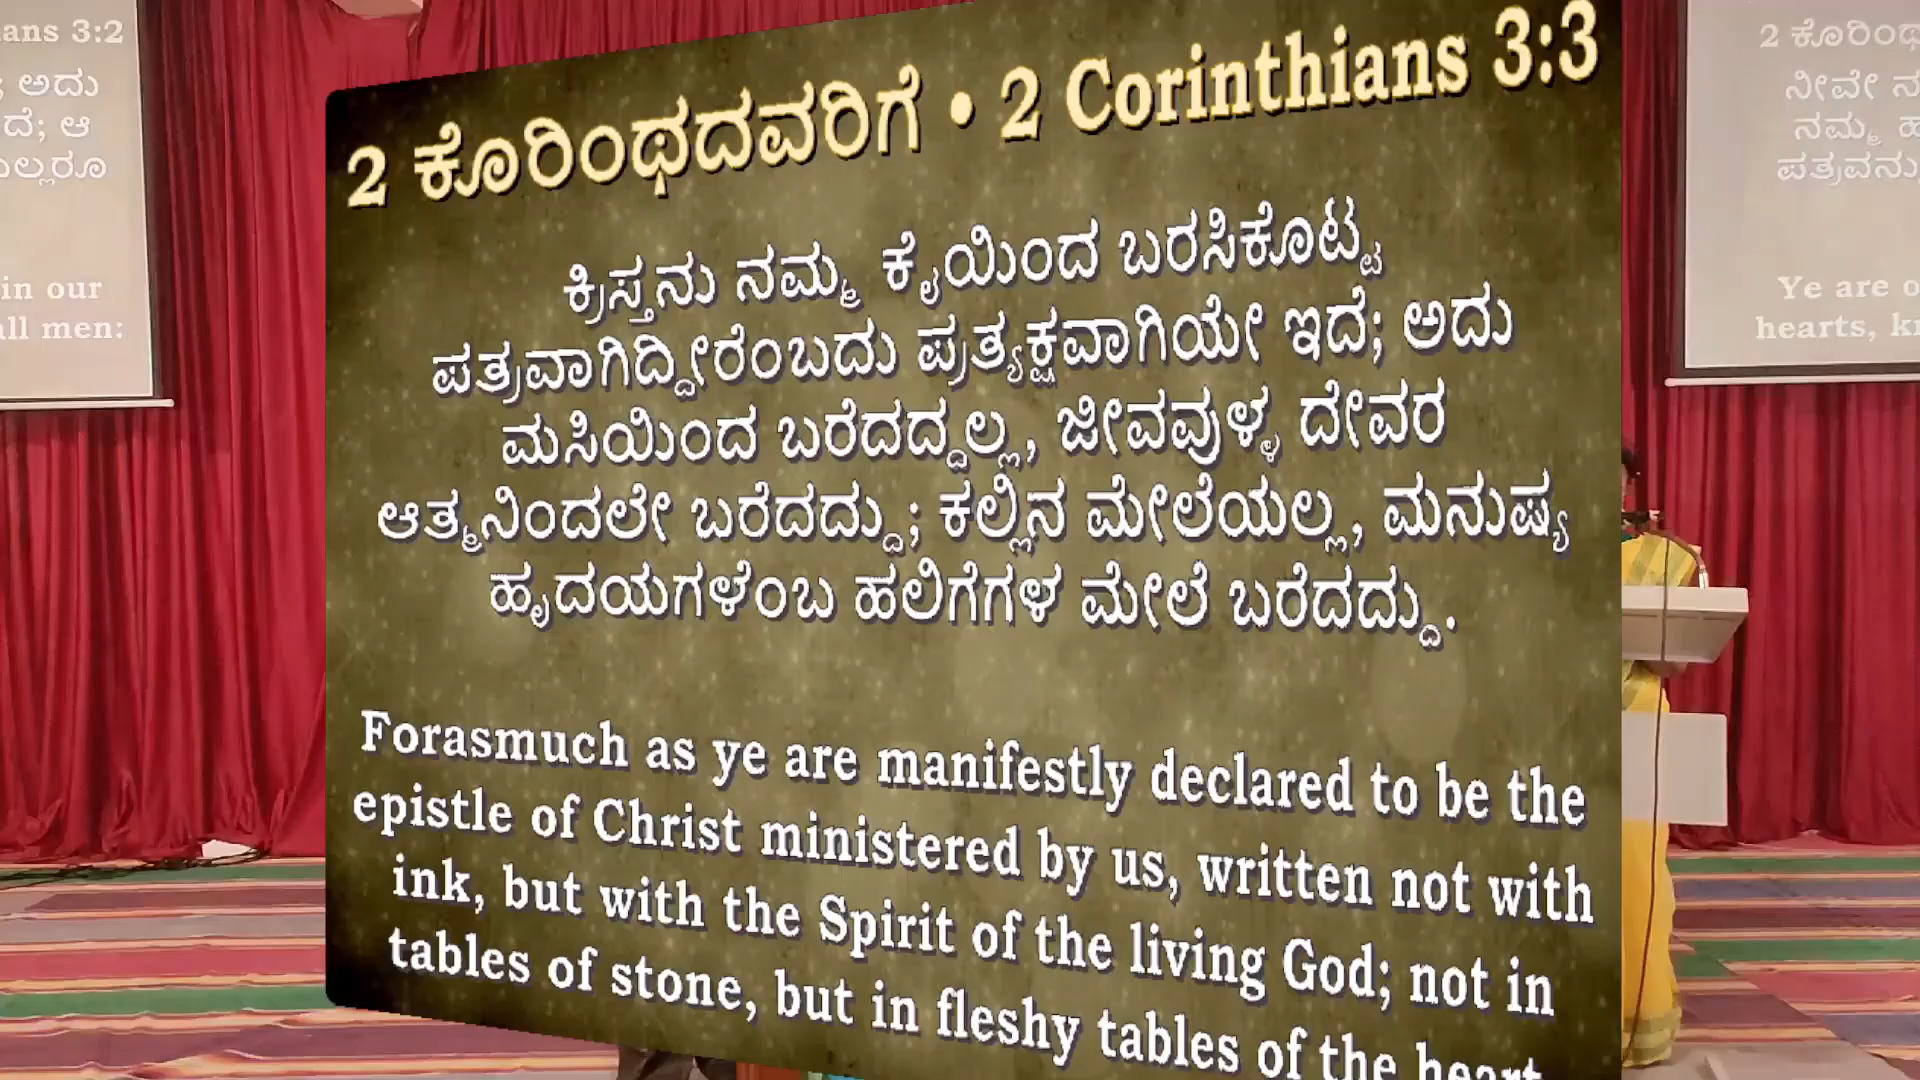 ans 3:2
; ಅದು
ದೆ; ಆ
ಲ್ಲರೂ
in our
all men:
2 ಕೊರಿಂಥದವರಿಗೆ • 2 Corinthians 3:3
ಕ್ರಿಸ್ತನು ನಮ್ಮ ಕೈಯಿಂದ ಬರಸಿಕೊಟ್ಟ
ಪತ್ರವಾಗಿದ್ದೀರೆಂಬದು ಪ್ರತ್ಯಕ್ಷವಾಗಿಯೇ ಇದೆ; ಅದು
ಮಸಿಯಿಂದ ಬರೆದದ್ದಲ್ಲ, ಜೀವವುಳ್ಳ ದೇವರ
ಆತ್ಮನಿಂದಲೇ ಬರೆದದ್ದು; ಕಲ್ಲಿನ ಮೇಲೆಯಲ್ಲ, ಮನುಷ್ಯ
ಹೃದಯಗಳೆಂಬ ಹಲಿಗೆಗಳ ಮೇಲೆ ಬರೆದದ್ದು.
Forasmuch as ye are manifestly declared to be the
epistle of Christ ministered by us, written not with
ink, but with the Spirit of the living God; not in
tables of stone, but in fleshy tables of the heart
2 ಕೊರಿಂಥ
ನೀವೇ ನ
ನಮ್ಮ ಹ
ಪತ್ರವನು
Ye are o
hearts, k